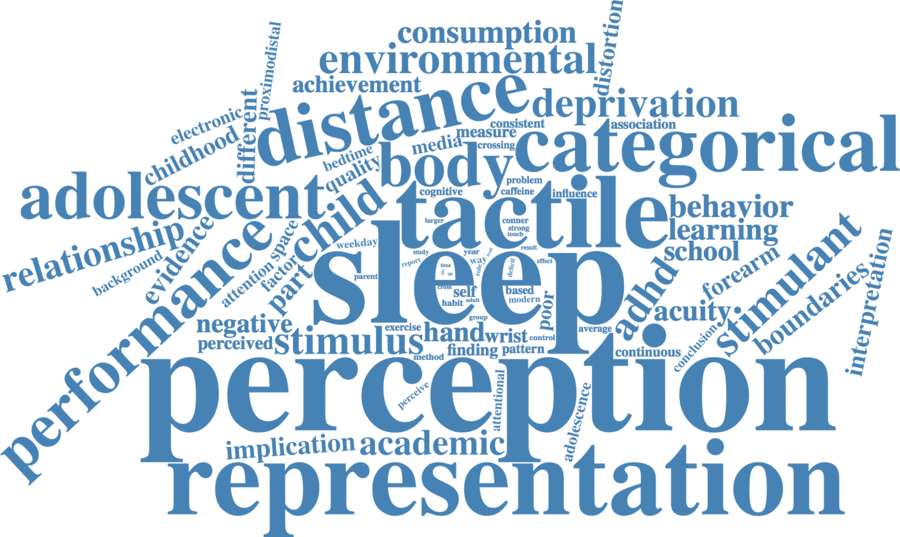 consumption
distortion
proximodistal
environmental
achievement
distance
deprivation
electronic
different
consistent
association
childhood
measure
categorical
media
crossing
bedtime
body
quality
problem
adolescent
cognitive
caffeine
influence
child
tactile
behavior
relationship
larger
conner
strong
touch
learning
evidence
performance
attention space
weekday
study
year
result
school
background
factor
report
way
effect
sleep
time
deficit
parent
part
cross
self
based
adhd
forearm
stimulant
boundaries
interpretation
habit
adult
modern
poor
acuity
group
negative
exercise
hand
wrist
control
average
perceived
stimulus
finding
pattern
continuous
conclusion
method
perception
perceive
attentional
adolescence
implication
academic
representation